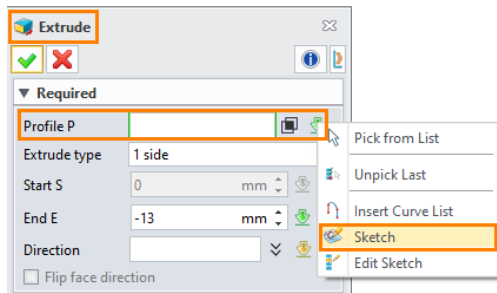 Extrude
Required
Profile P
Extrude type 1 side
Start S 0 mm
End E -13 mm
Direction
Flip face direction
Pick from List
Unpick Last
Insert Curve List
Sketch
Edit Sketch